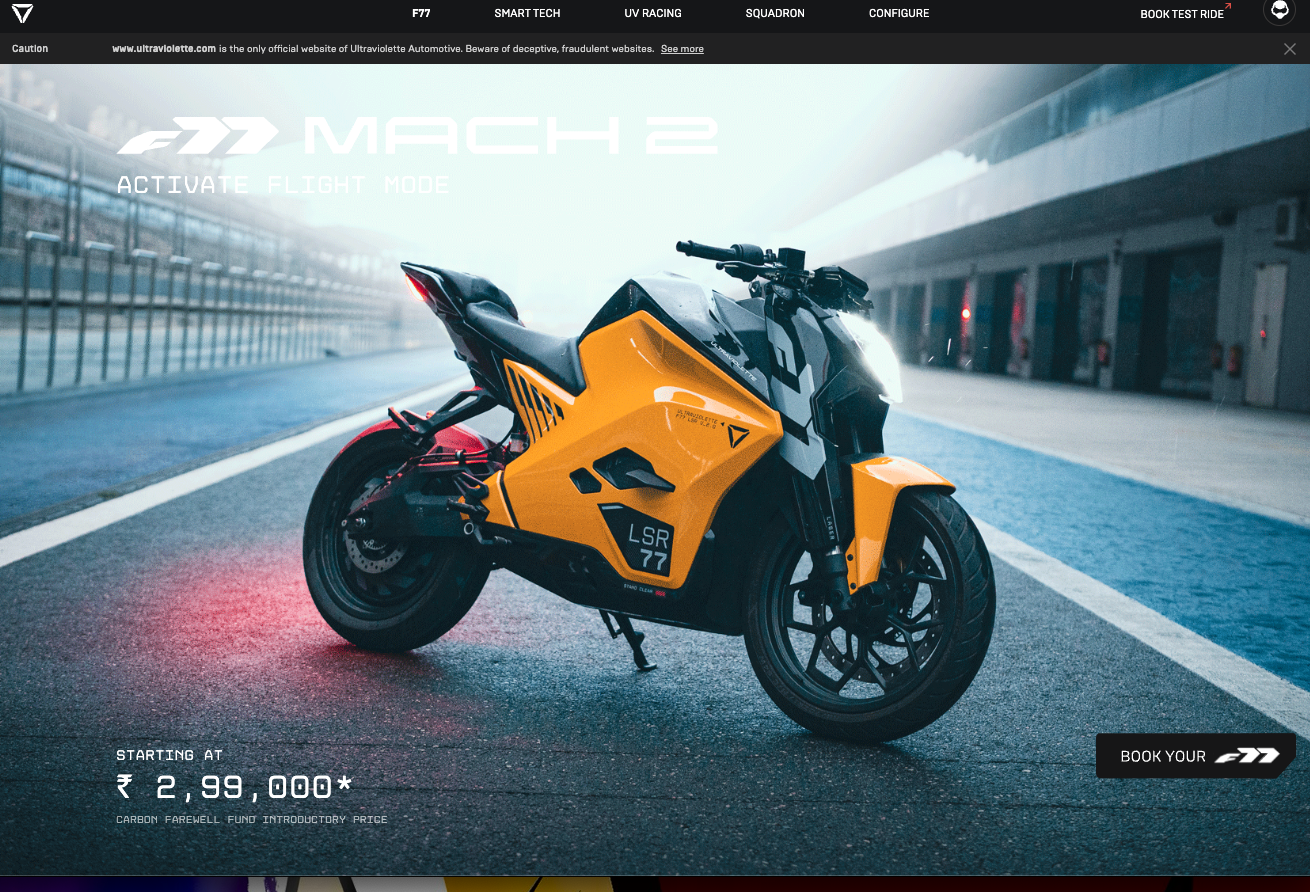 F77 SMART TECH UV RACING SQUADRON CONFIGURE BOOK TEST RIDE
Caution www.ultraviolette.com is the only official website of Ultraviolette Automotive. Beware of deceptive, fraudulent websites. See more
F77 MACH 2
ACTIVATE FLIGHT MODE
ULTRAVIOLETTE
ULTRAVIOLETTE
LASER
LSR
77
STARTING AT
₹ 2,99,000*
CARBON FAREWELL FUND INTRODUCTORY PRICE
BOOK YOUR F77